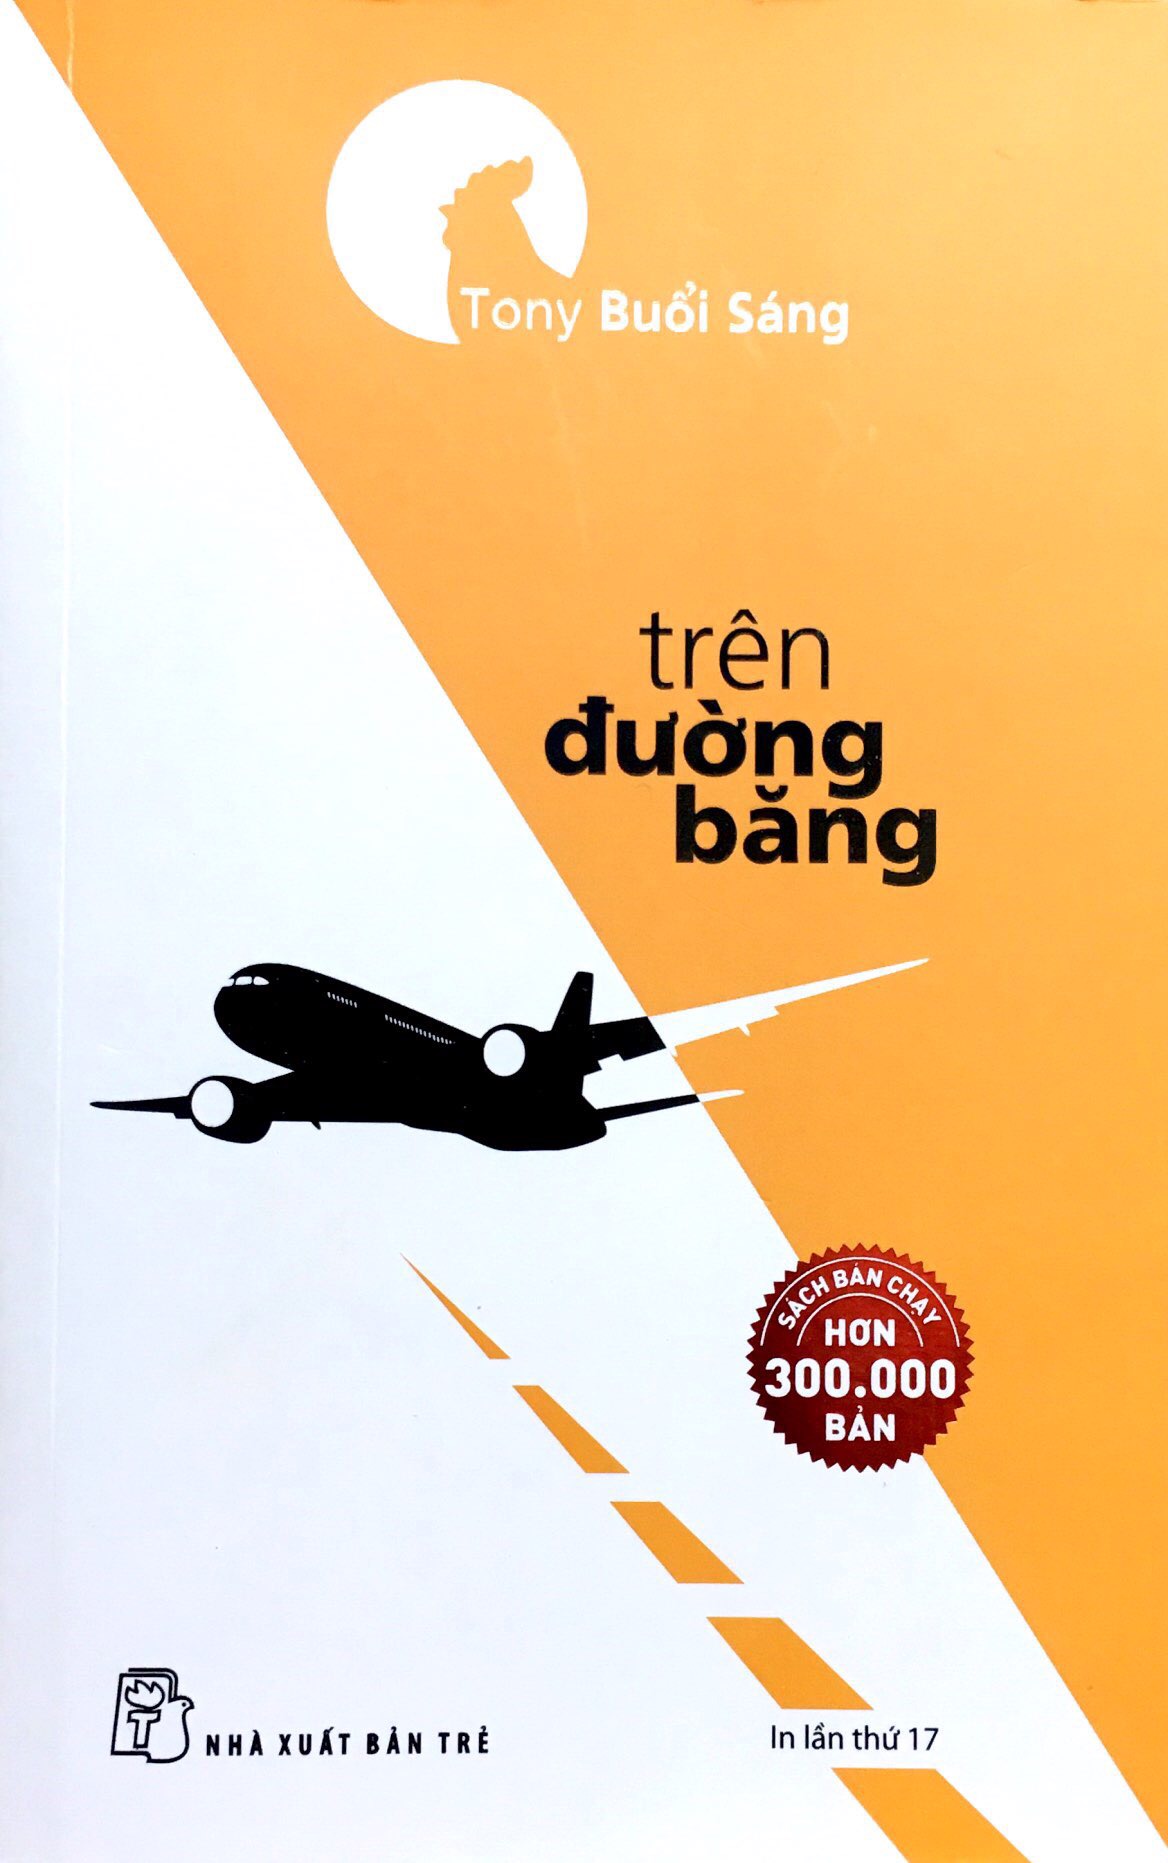 Tony Buổi Sáng
trên
đường
băng
SÁCH BÁN CHẠY
HƠN
300.000
BẢN
T
NHÀ XUẤT BẢN TRẺ
In lần thứ 17